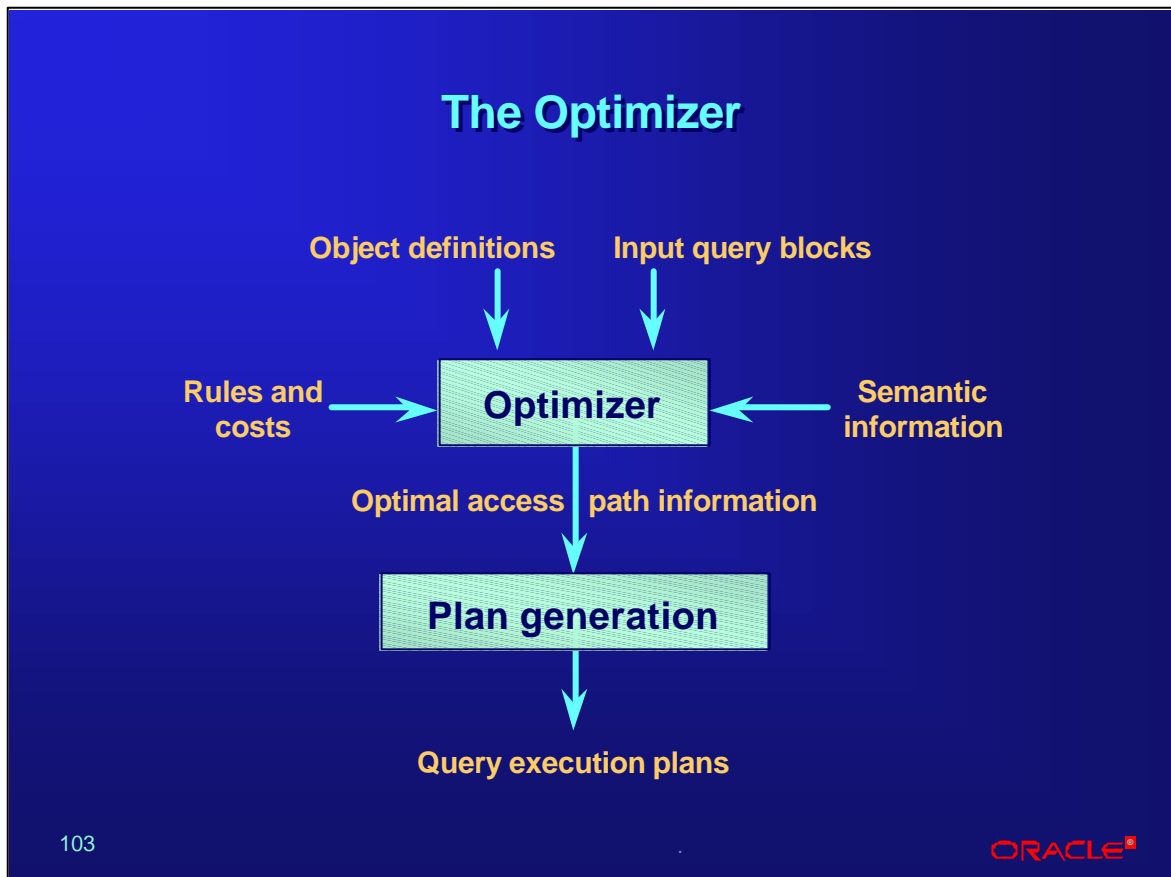 The Optimizer
Object definitions
Input query blocks
Rules and
costs
Optimizer
Semantic
information
Optimal access path information
Plan generation
Query execution plans
103
.
ORACLE®